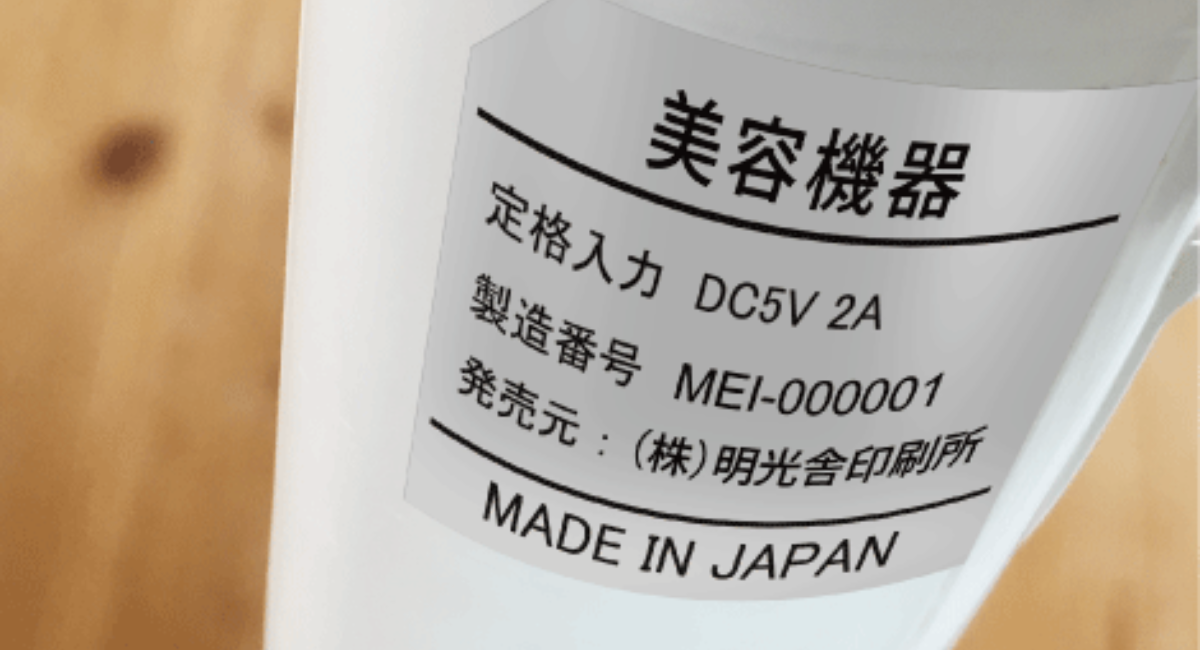 美容機器
定格入力 DC5V 2A
製造番号 MEI-000001
発売元：(株)明光舎印刷所
MADE IN JAPAN